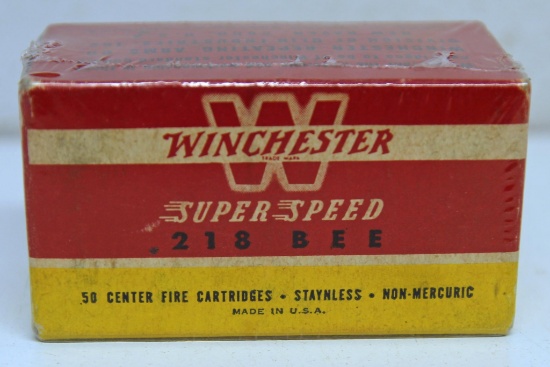 W
WINCHESTER
TRADE MARK
SUPER SPEED
.218 BEE
50 CENTER FIRE CARTRIDGES • STAYNLESS • NON-MERCURIC
MADE IN U.S.A.